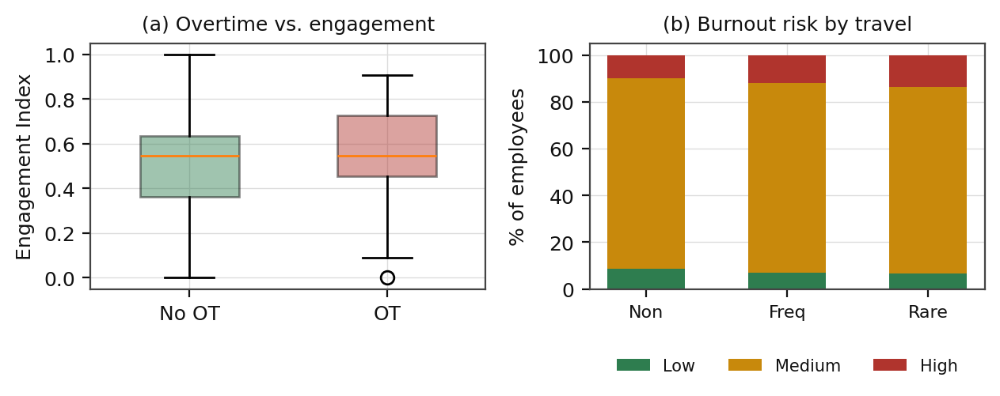 (a) Overtime vs. engagement
Engagement Index
1.0
0.8
0.6
0.4
0.2
0.0
No OT
OT
(b) Burnout risk by travel
% of employees
100
80
60
40
20
0
Non
Freq
Rare
Low
Medium
High